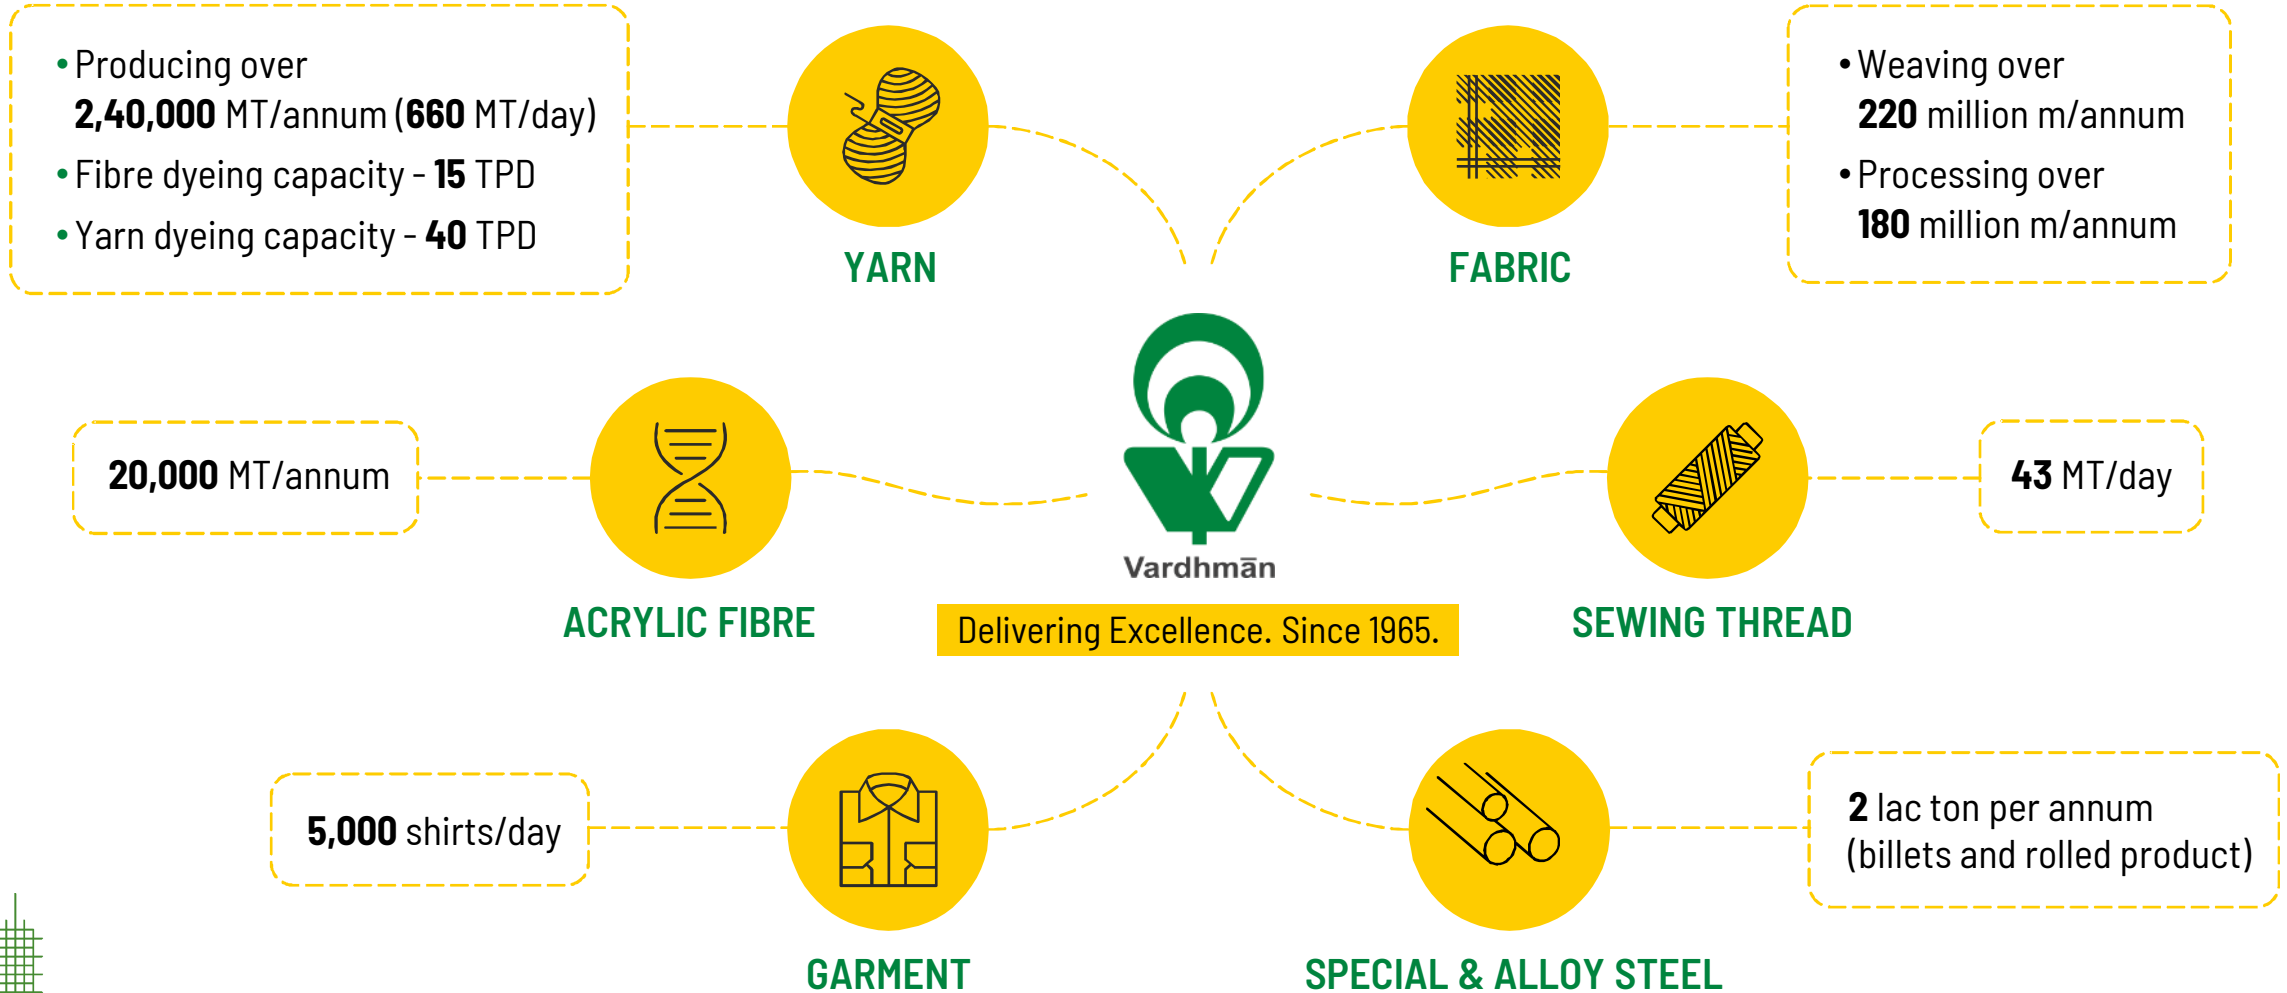 • Producing over
2,40,000 MT/annum (660 MT/day)
• Fibre dyeing capacity - 15 TPD
• Yarn dyeing capacity - 40 TPD
YARN
FABRIC
• Weaving over
220 million m/annum
• Processing over
180 million m/annum
20,000 MT/annum
ACRYLIC FIBRE
Vardhmān
Delivering Excellence. Since 1965.
SEWING THREAD
43 MT/day
5,000 shirts/day
GARMENT
SPECIAL & ALLOY STEEL
2 lac ton per annum
(billets and rolled product)